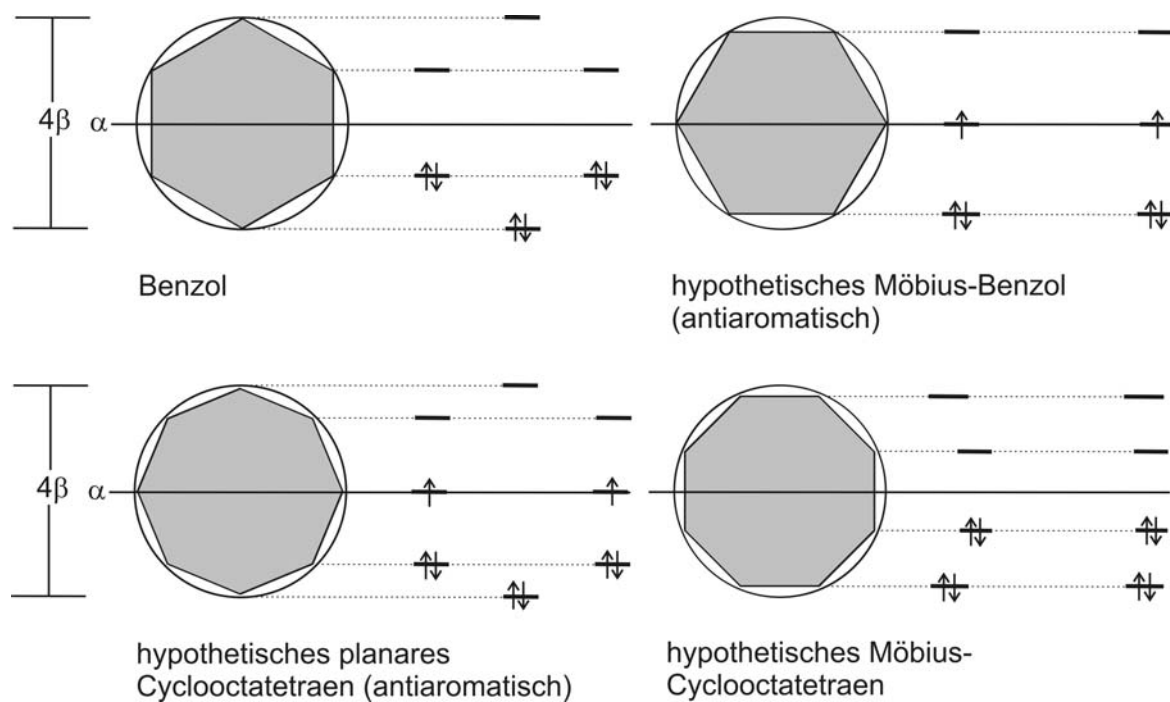 4β α
Benzol
hypothetisches Möbius-Benzol
(antiaromatisch)
4β α
hypothetisches planares
Cyclooctatetraen (antiaromatisch)
hypothetisches Möbius-
Cyclooctatetraen